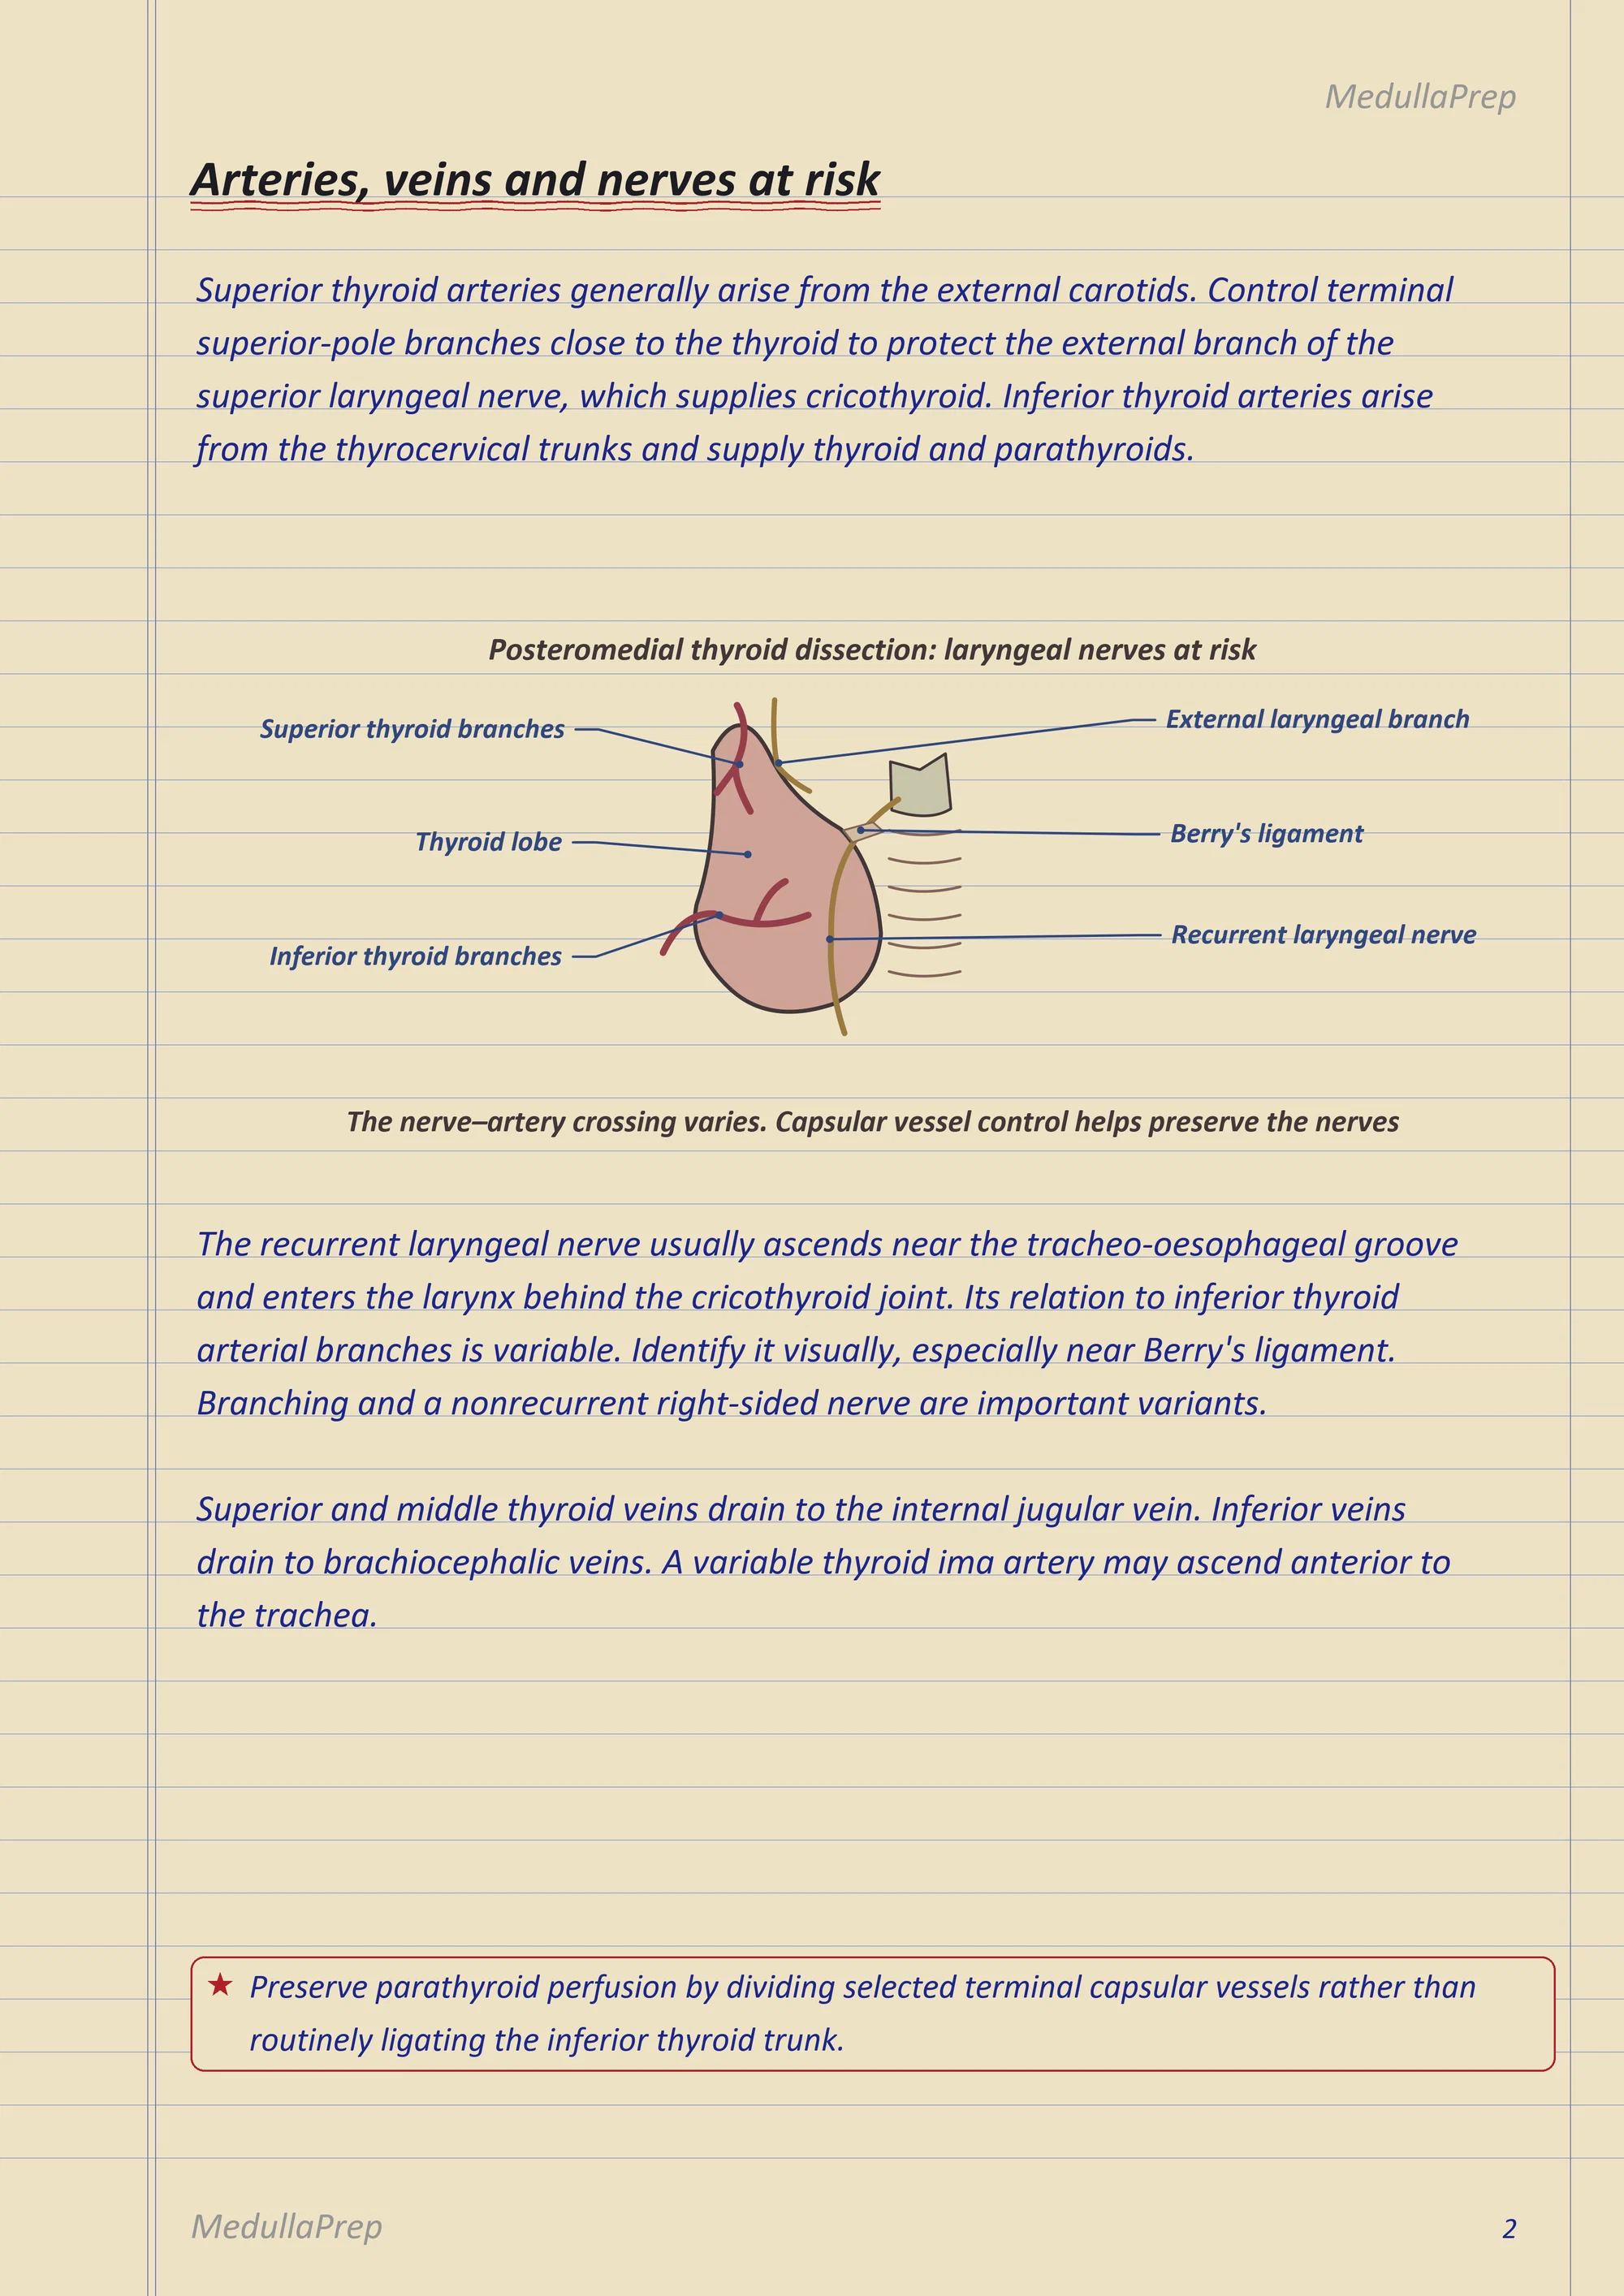 MedullaPrep
Arteries, veins and nerves at risk
Superior thyroid arteries generally arise from the external carotids. Control terminal
superior-pole branches close to the thyroid to protect the external branch of the
superior laryngeal nerve, which supplies cricothyroid. Inferior thyroid arteries arise
from the thyrocervical trunks and supply thyroid and parathyroids.
Posteromedial thyroid dissection: laryngeal nerves at risk
Superior thyroid branches
External laryngeal branch
Thyroid lobe
Berry's ligament
Inferior thyroid branches
Recurrent laryngeal nerve
The nerve–artery crossing varies. Capsular vessel control helps preserve the nerves
The recurrent laryngeal nerve usually ascends near the tracheo-oesophageal groove
and enters the larynx behind the cricothyroid joint. Its relation to inferior thyroid
arterial branches is variable. Identify it visually, especially near Berry's ligament.
Branching and a nonrecurrent right-sided nerve are important variants.
Superior and middle thyroid veins drain to the internal jugular vein. Inferior veins
drain to brachiocephalic veins. A variable thyroid ima artery may ascend anterior to
the trachea.
★ Preserve parathyroid perfusion by dividing selected terminal capsular vessels rather than
routinely ligating the inferior thyroid trunk.
MedullaPrep
2